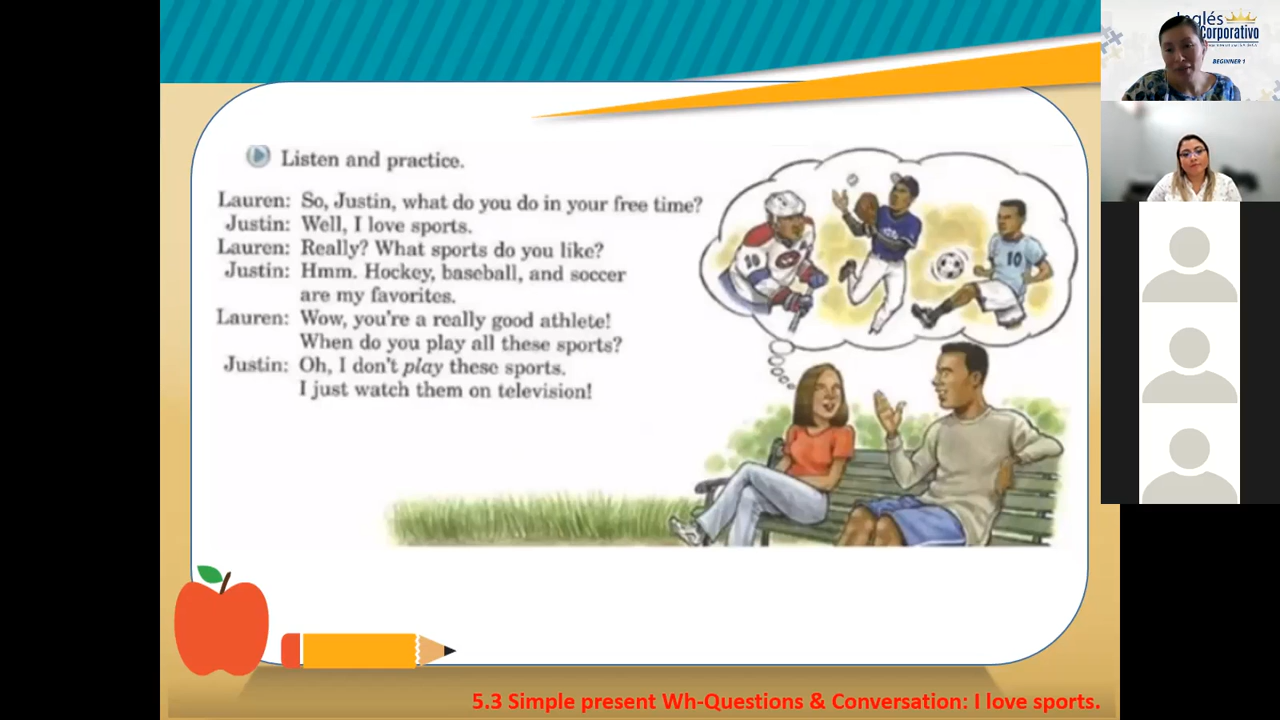 Inglés
Corporativo
BEGINNER 1
Listen and practice.
Lauren: So, Justin, what do you do in your free time?
Justin: Well, I love sports.
Lauren: Really? What sports do you like?
Justin: Hmm. Hockey, baseball, and soccer
are my favorites.
Lauren: Wow, you're a really good athlete!
When do you play all these sports?
Justin: Oh, I don't play these sports.
I just watch them on television!
10
10
5.3 Simple present Wh-Questions & Conversation: I love sports.